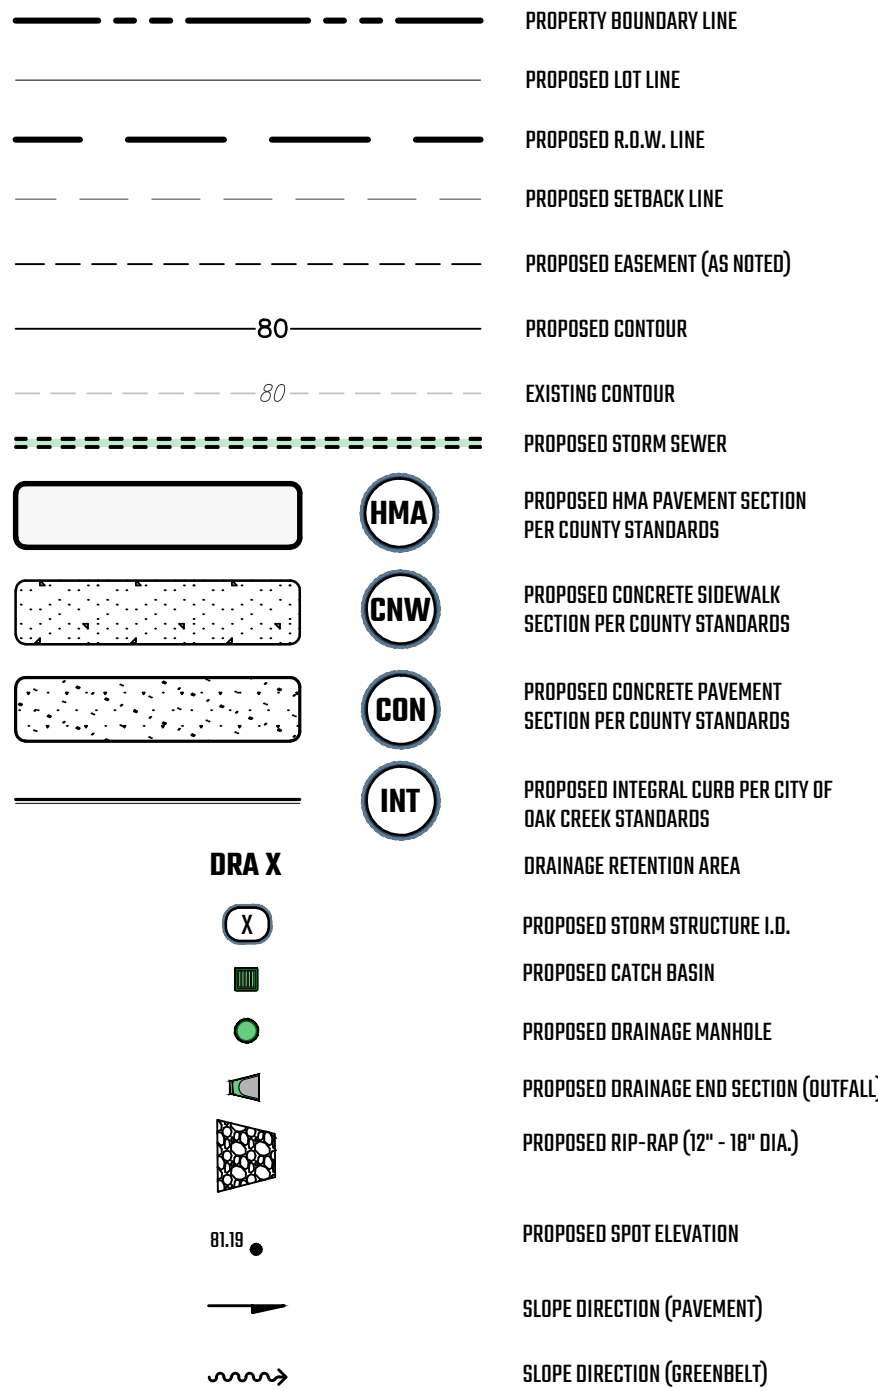 PROPERTY BOUNDARY LINE
PROPOSED LOT LINE
PROPOSED R.O.W. LINE
PROPOSED SETBACK LINE
PROPOSED EASEMENT (AS NOTED)
80 PROPOSED CONTOUR
80 EXISTING CONTOUR
PROPOSED STORM SEWER
HMA PROPOSED HMA PAVEMENT SECTION
PER COUNTY STANDARDS
CNW PROPOSED CONCRETE SIDEWALK
SECTION PER COUNTY STANDARDS
CON PROPOSED CONCRETE PAVEMENT
SECTION PER COUNTY STANDARDS
INT PROPOSED INTEGRAL CURB PER CITY OF
OAK CREEK STANDARDS
DRA X DRAINAGE RETENTION AREA
X PROPOSED STORM STRUCTURE I.D.
PROPOSED CATCH BASIN
PROPOSED DRAINAGE MANHOLE
PROPOSED DRAINAGE END SECTION (OUTFALL)
PROPOSED RIP-RAP (12" - 18" DIA.)
81.19 PROPOSED SPOT ELEVATION
SLOPE DIRECTION (PAVEMENT)
SLOPE DIRECTION (GREENBELT)